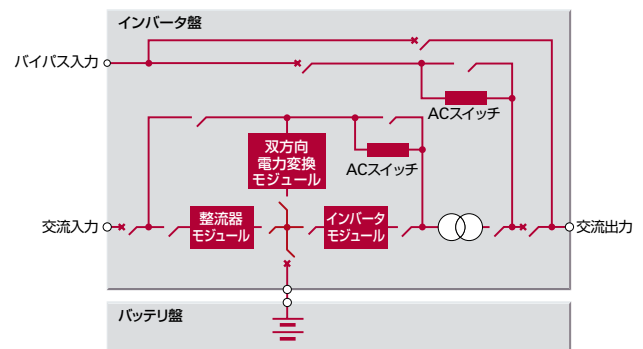 インバータ盤
バイパス入力
ACスイッチ
双方向
電力変換
モジュール
ACスイッチ
交流入力
整流器
モジュール
インバータ
モジュール
交流出力
バッテリ盤